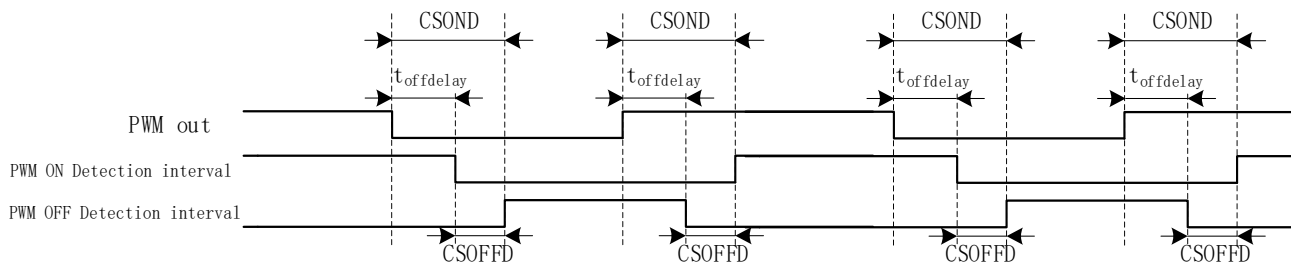 CSOND CSOND CSOND CSOND
toffdelay toffdelay toffdelay toffdelay
PWM out
PWM ON Detection interval
PWM OFF Detection interval
CSOFFD CSOFFD CSOFFD CSOFFD